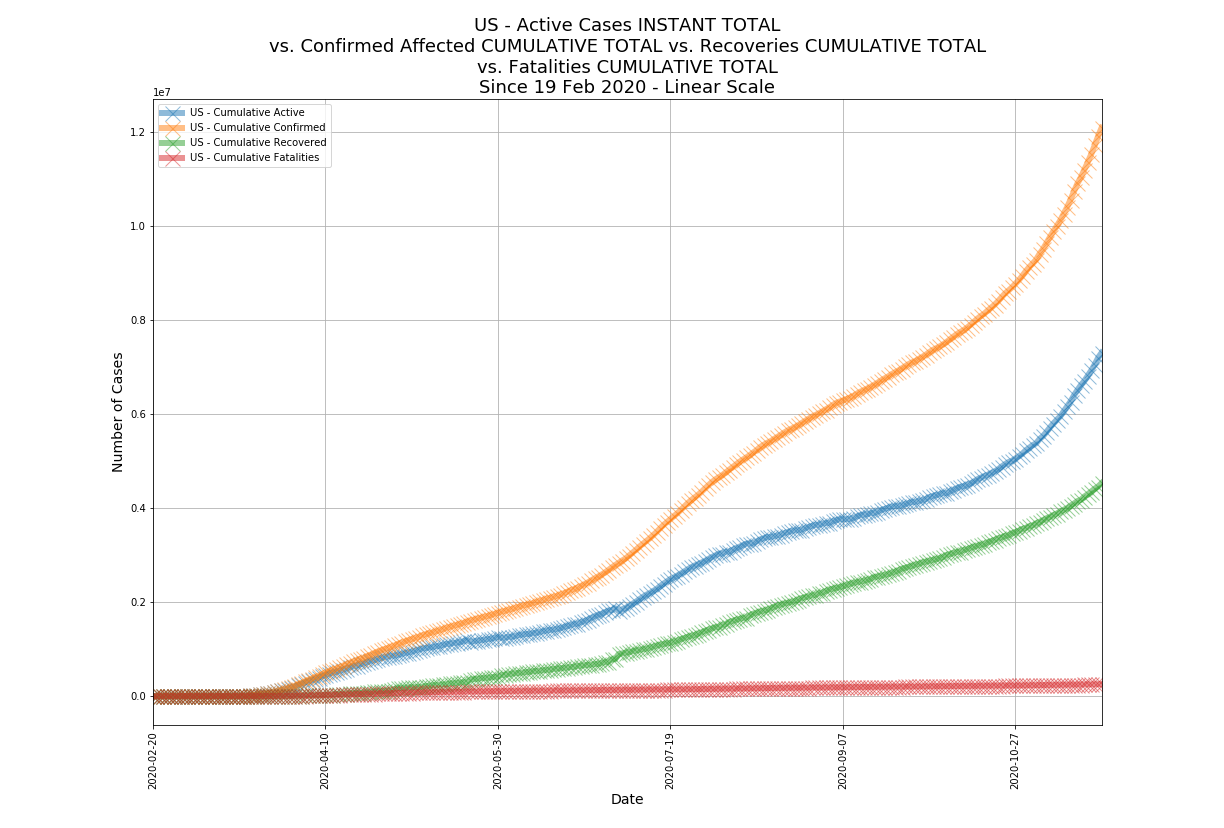 US - Active Cases INSTANT TOTAL
vs. Confirmed Affected CUMULATIVE TOTAL vs. Recoveries CUMULATIVE TOTAL
vs. Fatalities CUMULATIVE TOTAL
Since 19 Feb 2020 - Linear Scale
1e7
US - Cumulative Active
US - Cumulative Confirmed
US - Cumulative Recovered
US - Cumulative Fatalities
1.2
1.0
0.8
0.6
0.4
0.2
0.0
Number of Cases
2020-02-20
2020-04-10
2020-05-30
2020-07-19
2020-09-07
2020-10-27
Date